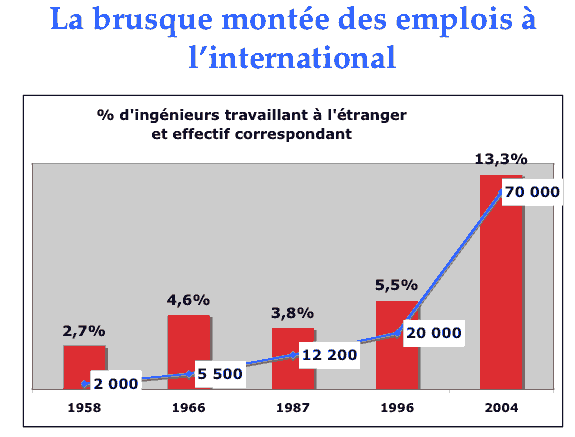 La brusque montée des emplois à
l'international
% d'ingénieurs travaillant à l'étranger
et effectif correspondant
13,3%
70 000
5,5%
4,6%
3,8%
2,7%
20 000
12 200
5 500
2 000
1958 1966 1987 1996 2004